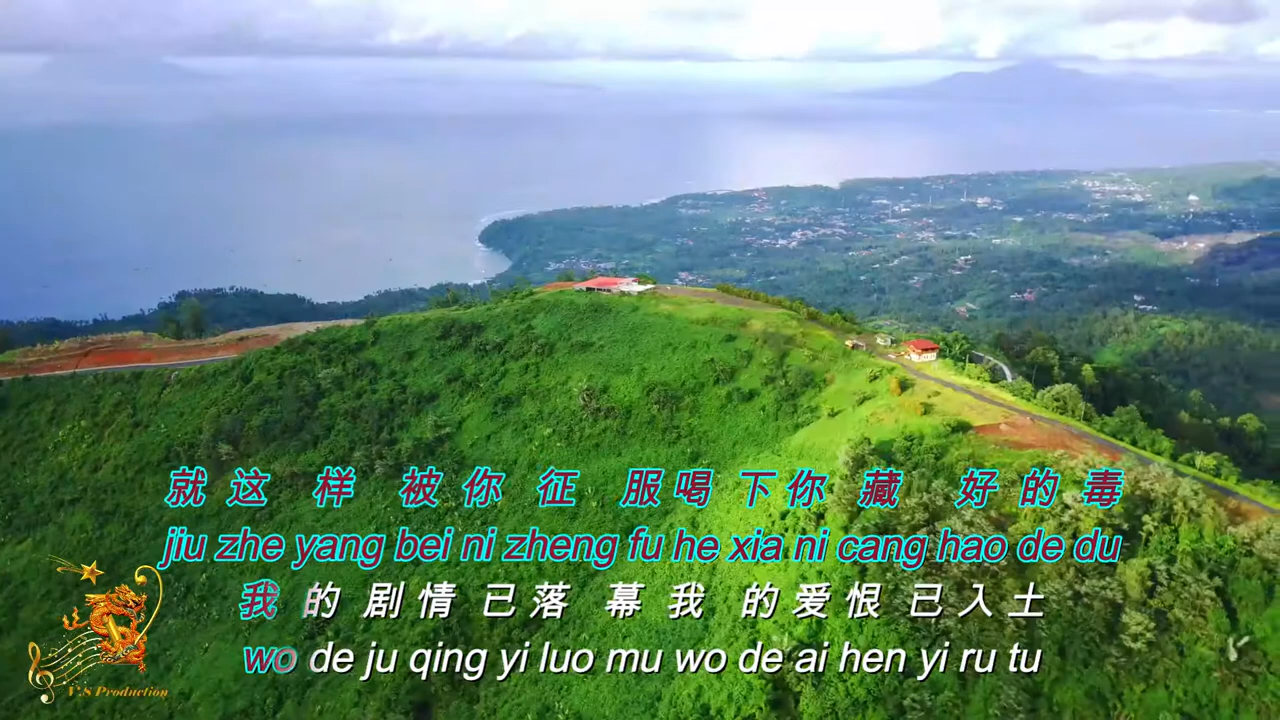 就这样被你征服喝下你藏好的毒
jiu zhe yang bei ni zheng fu he xia ni cang hao de du
我的剧情已落幕我的爱恨已入土
wo de ju qing yi luo mu wo de ai hen yi ru tu
V.S Production